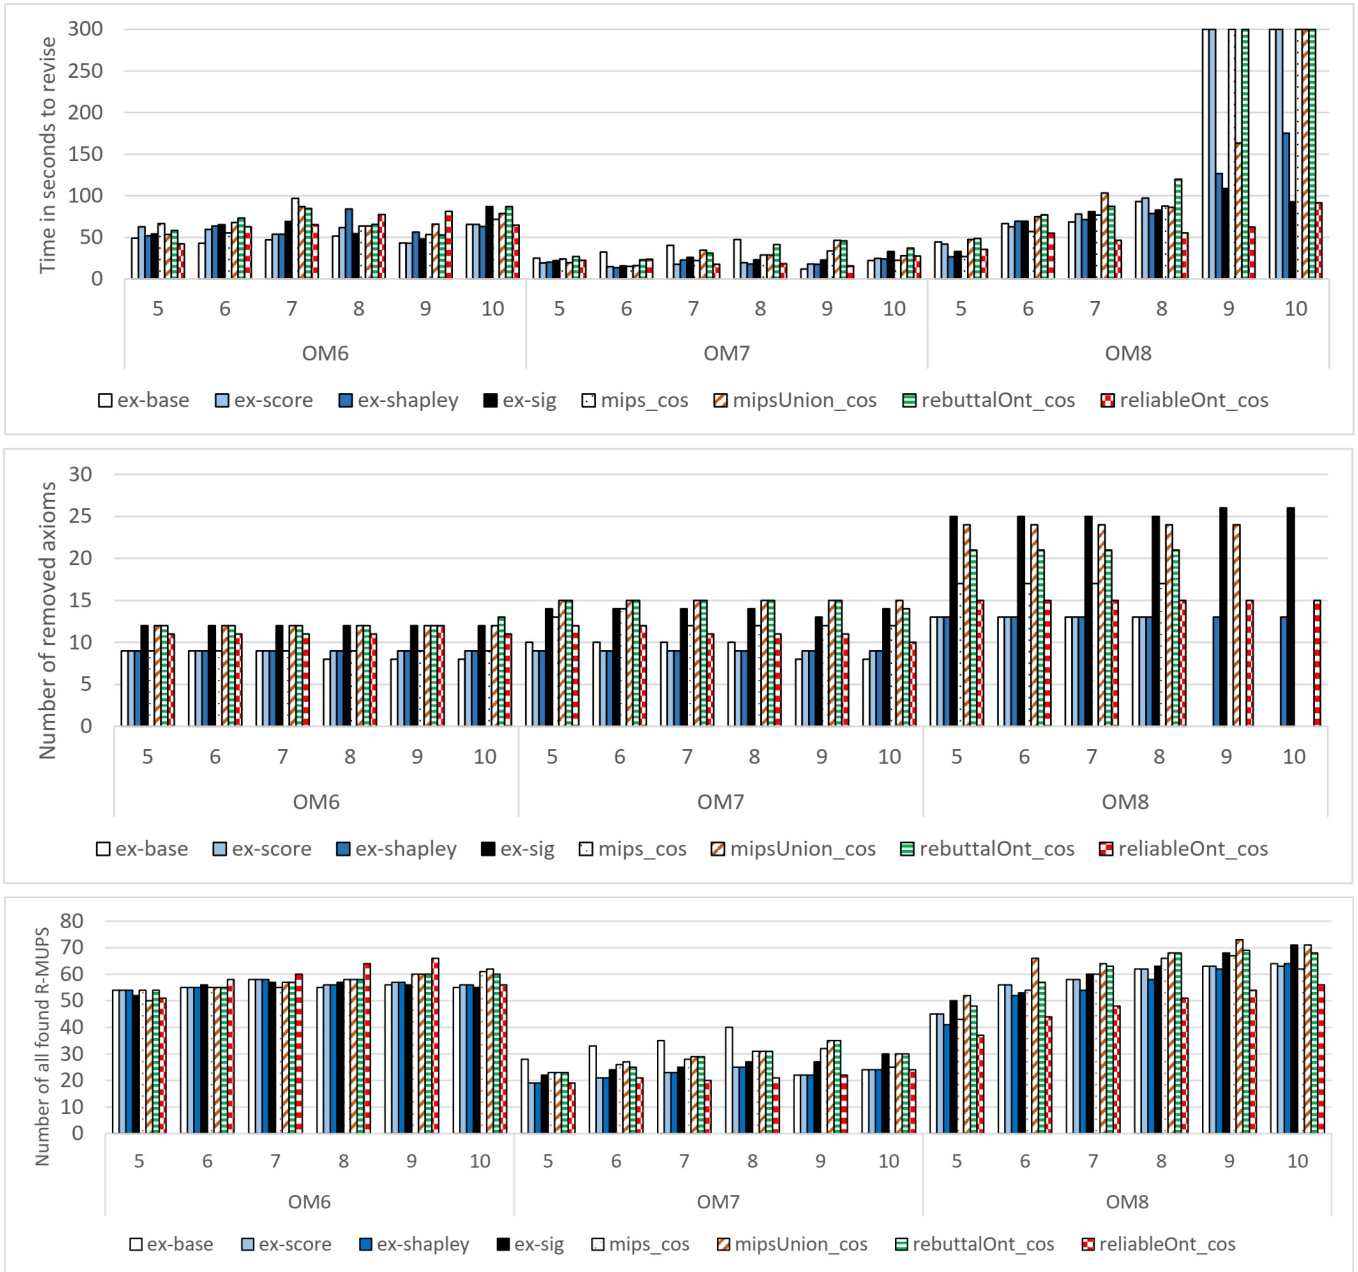 Time in seconds to revise
300
250
200
150
100
50
0
5 6 7 8 9 10 5 6 7 8 9 10 5 6 7 8 9 10
OM6 OM7 OM8
ex-base ex-score ex-shapley ex-sig mips_cos mipsUnion_cos rebuttalOnt_cos reliableOnt_cos
Number of removed axioms
30
25
20
15
10
5
0
5 6 7 8 9 10 5 6 7 8 9 10 5 6 7 8 9 10
OM6 OM7 OM8
ex-base ex-score ex-shapley ex-sig mips_cos mipsUnion_cos rebuttalOnt_cos reliableOnt_cos
Number of all found R-MUPS
80
70
60
50
40
30
20
10
0
5 6 7 8 9 10 5 6 7 8 9 10 5 6 7 8 9 10
OM6 OM7 OM8
ex-base ex-score ex-shapley ex-sig mips_cos mipsUnion_cos rebuttalOnt_cos reliableOnt_cos